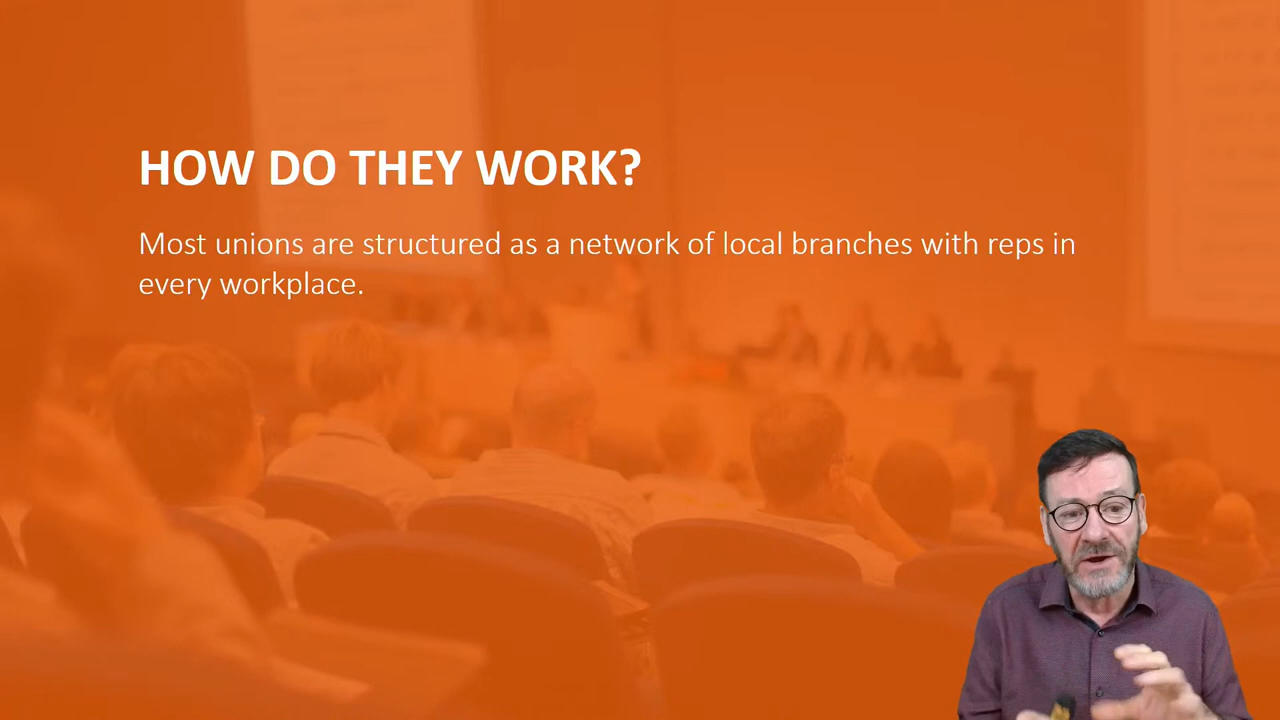 HOW DO THEY WORK?
Most unions are structured as a network of local branches with reps in
every workplace.